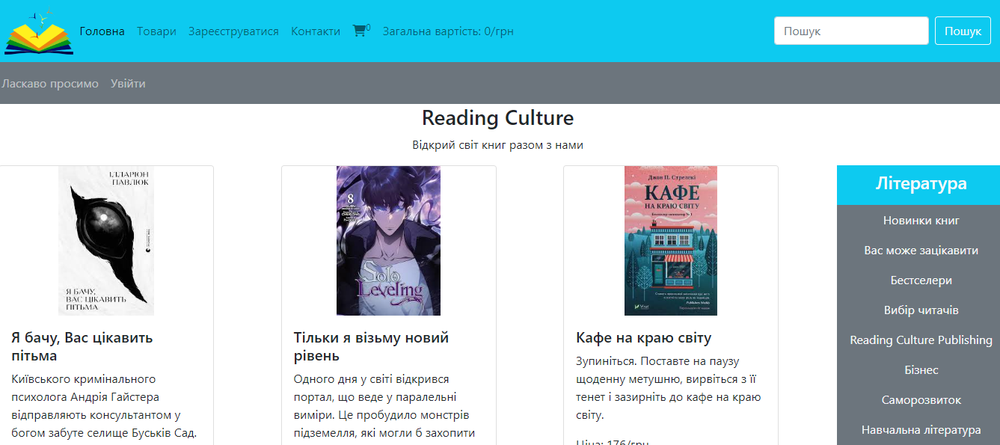 Головна Товари Зареєструватися Контакти 0 Загальна вартість: 0/грн Пошук Пошук
Ласкаво просимо Увійти
Reading Culture
Відкрий світ книг разом з нами
ІЛЛАРІОН
ПАВЛЮК
Я БАЧУ,
ВАС ЦІКАВИТЬ
ПІТЬМА
Я бачу, Вас цікавить
пітьма
Київського кримінального
психолога Андрія Гайстера
відправляють консультантом у
богом забуте селище Буськів Сад.
8
Solo
Leveling
Тільки я візьму новий
рівень
Одного дня у світі відкрився
портал, що веде у паралельні
виміри. Це пробудило монстрів
підземелля, які могли б захопити
Джон П. Стрелекі
КАФЕ
НА КРАЮ СВІТУ
Кафе на краю світу
Зупиніться. Поставте на паузу
щоденну метушню, вирвіться з її
тенет і зазирніть до кафе на краю
світу.
Ціна: 176/грн
Література
Новинки книг
Вас може зацікавити
Бестселери
Вибір читачів
Reading Culture Publishing
Бізнес
Саморозвиток
Навчальна література